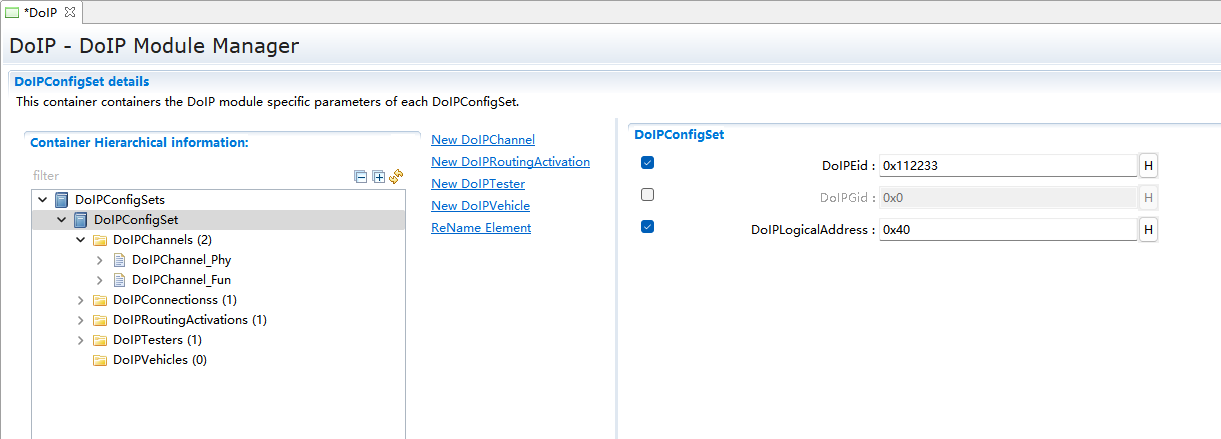 *DoIP
DoIP - DoIP Module Manager
DoIPConfigSet details
This container containers the DoIP module specific parameters of each DoIPConfigSet.
Container Hierarchical information:
filter
DoIPConfigSets
DoIPConfigSet
DoIPChannels (2)
DoIPChannel_Phy
DoIPChannel_Fun
DoIPConnectionss (1)
DoIPRoutingActivations (1)
DoIPTesters (1)
DoIPVehicles (0)
New DoIPChannel
New DoIPRoutingActivation
New DoIPTester
New DoIPVehicle
ReName Element
DoIPConfigSet
DoIPEid : 0x112233 H
DoIPGid : 0x0 H
DoIPLogicalAddress : 0x40 H